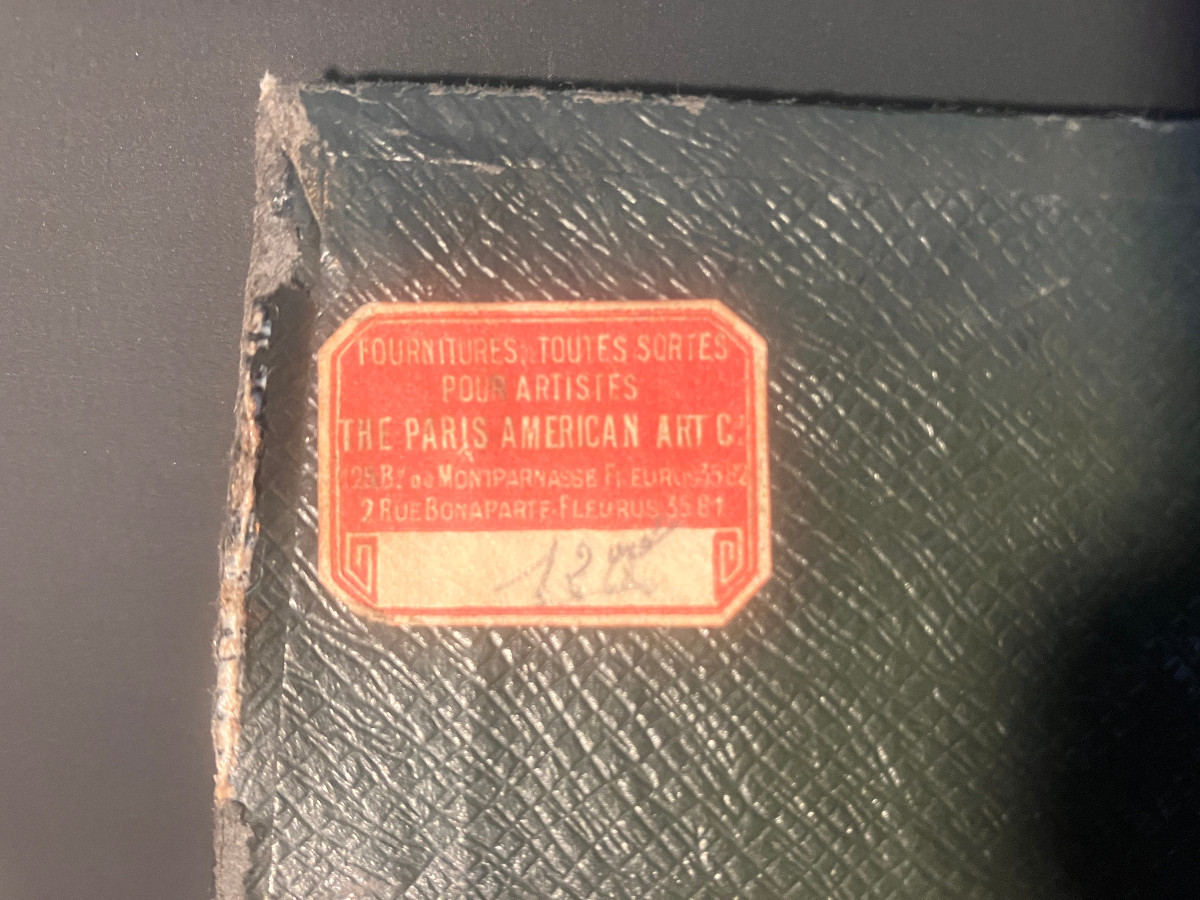 FOURNITURES, TOUTES SORTES
POUR ARTISTES
THE PARIS AMERICAN ART Cº
125, Bᵈ DU MONTPARNASSE FLEURUS 35 82
2 RUE BONAPARTE-FLEURUS 35 81